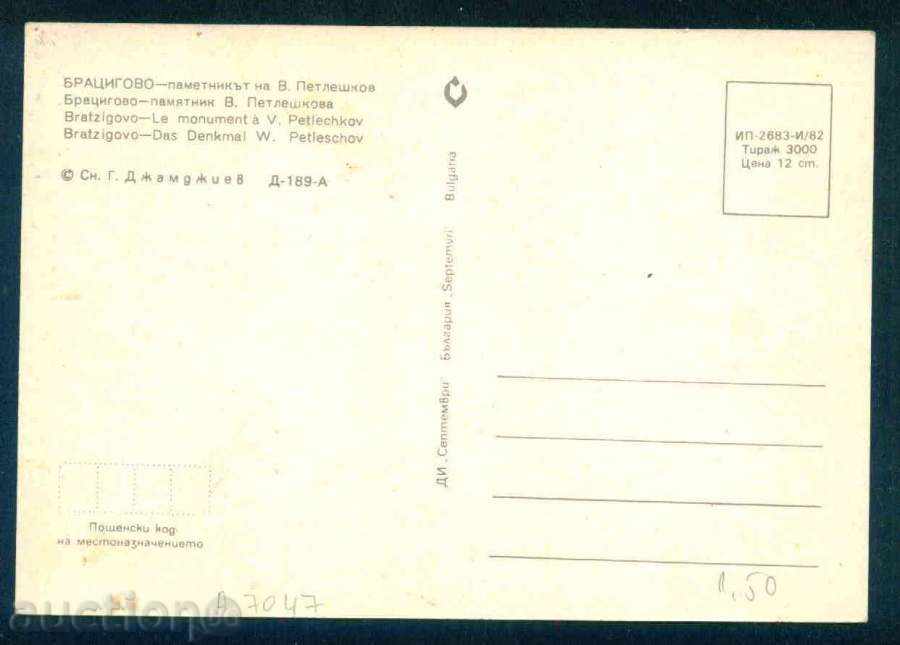 БРАЦИГОВО—паметникът на В. Петлешков
Брацигово—памятник В. Петлешкова
Bratzigovo—Le monument à V. Petlechkov
Bratzigovo—Das Denkmal W. Petleschov
© Сн. Г. Джамджиев Д-189-А
ДИ „Септември" България „Septemvri" Bulgaria
ИП-2683-И/82
Тираж 3000
Цена 12 ст.
Пощенски код
на местоназначението
A 7047
1,50
auction